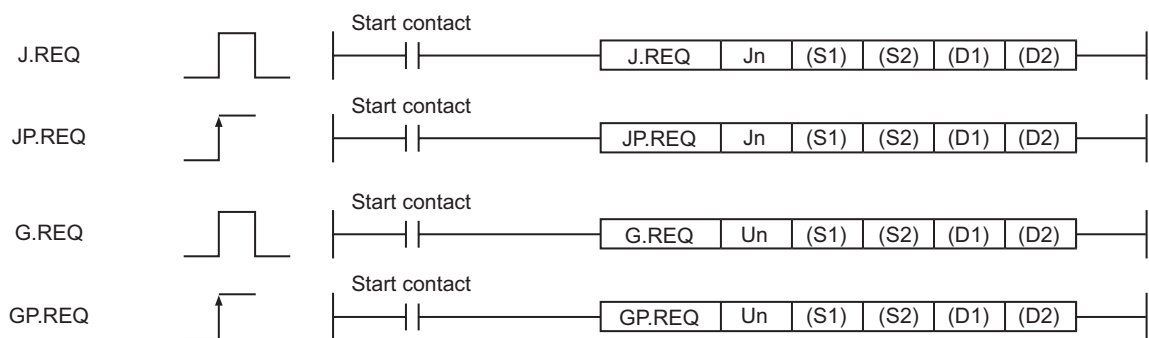 Start contact
J.REQ J.REQ Jn (S1) (S2) (D1) (D2)
Start contact
JP.REQ JP.REQ Jn (S1) (S2) (D1) (D2)
Start contact
G.REQ G.REQ Un (S1) (S2) (D1) (D2)
Start contact
GP.REQ GP.REQ Un (S1) (S2) (D1) (D2)